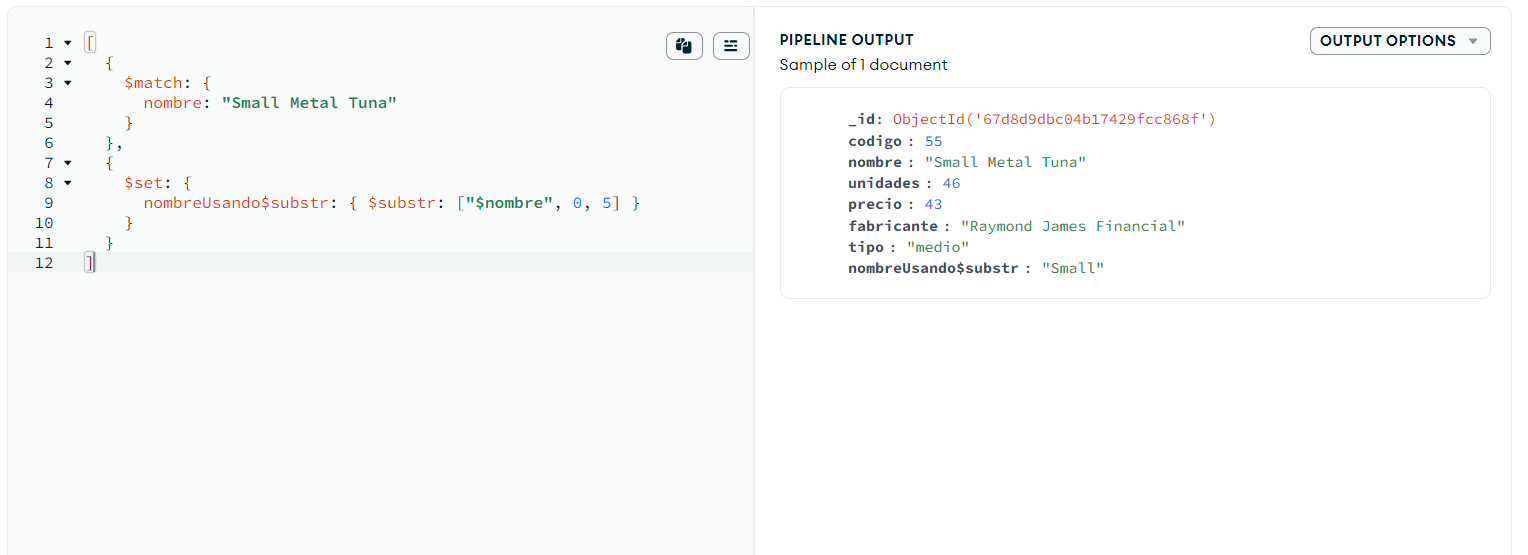 1 [
2 {
3 $match: {
4 nombre: "Small Metal Tuna"
5 }
6 },
7 {
8 $set: {
9 nombreUsando$substr: { $substr: ["$nombre", 0, 5] }
10 }
11 }
12 ]
PIPELINE OUTPUT
OUTPUT OPTIONS
Sample of 1 document
_id: ObjectId('67d8d9dbc04b17429fcc868f')
codigo : 55
nombre : "Small Metal Tuna"
unidades : 46
precio : 43
fabricante : "Raymond James Financial"
tipo : "medio"
nombreUsando$substr : "Small"